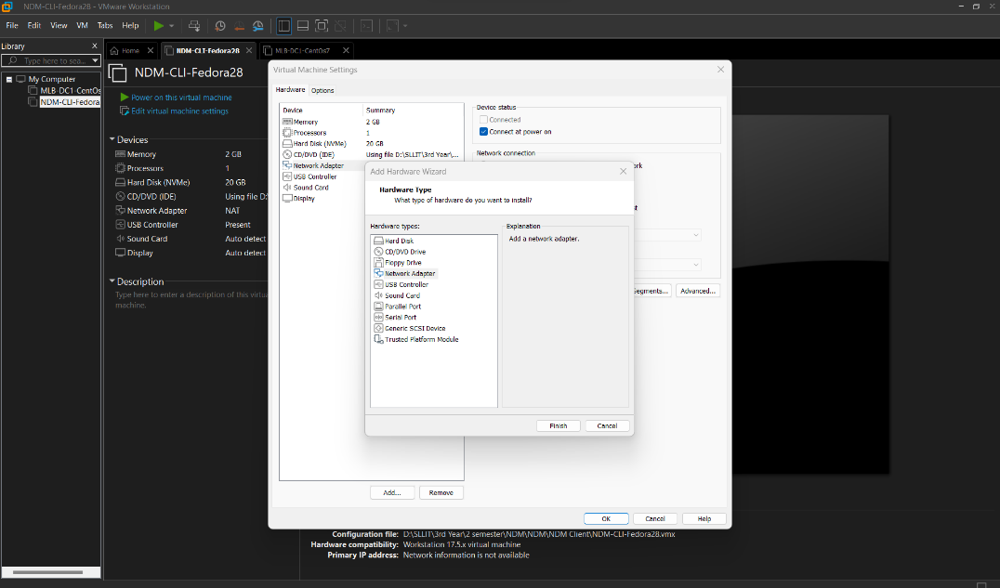 NDM-CLI-Fedora28 - VMware Workstation
File Edit View VM Tabs Help
Library
Type here to sea...
My Computer
MLB-DC1-CentOs
NDM-CLI-Fedora
Home
NDM-CLI-Fedora28
MLB-DC1-CentOs7
NDM-CLI-Fedora28
Power on this virtual machine
Edit virtual machine settings
Devices
Memory 2 GB
Processors 1
Hard Disk (NVMe) 20 GB
CD/DVD (IDE) Using file D:
Network Adapter NAT
USB Controller Present
Sound Card Auto detect
Display Auto detect
Description
Type here to enter a description of this virtua
machine.
Virtual Machine Settings
Hardware Options
Device Summary
Memory 2 GB
Processors 1
Hard Disk (NVMe) 20 GB
CD/DVD (IDE) Using file D:\SLLIT\3rd Year\...
Network Adapter
USB Controller
Sound Card
Display
Device status
Connected
Connect at power on
Network connection
Add Hardware Wizard
Hardware Type
What type of hardware do you want to install?
Hardware types:
Hard Disk
CD/DVD Drive
Floppy Drive
Network Adapter
USB Controller
Sound Card
Parallel Port
Serial Port
Generic SCSI Device
Trusted Platform Module
Explanation
Add a network adapter.
Finish Cancel
egments... Advanced...
Add... Remove
OK Cancel Help
Configuration file: D:\SLLIT\3rd Year\2 semester\NDM\NDM\NDM Client\NDM-CLI-Fedora28.vmx
Hardware compatibility: Workstation 17.5.x virtual machine
Primary IP address: Network information is not available